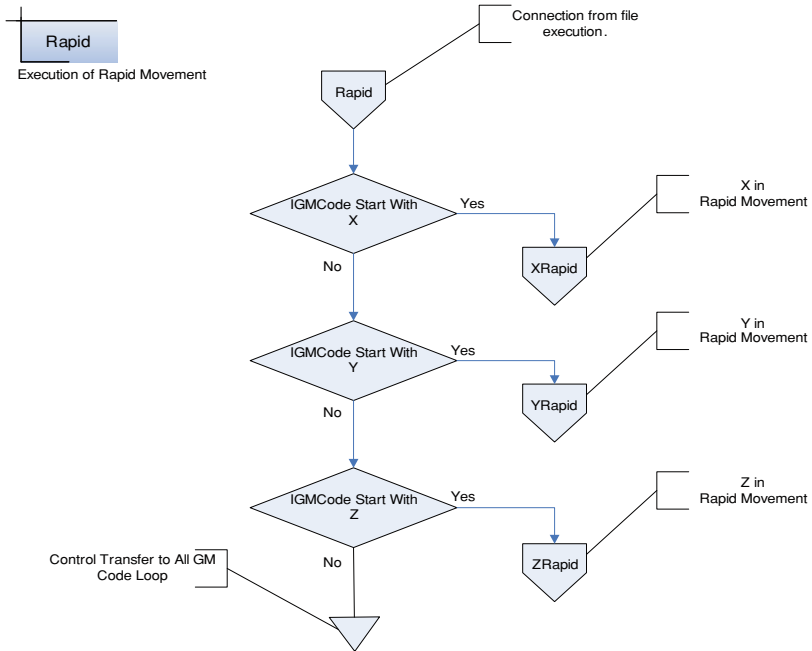 Rapid
Execution of Rapid Movement
Connection from file
execution.
Rapid
IGMCode Start With
X
Yes
No
XRapid
X in
Rapid Movement
IGMCode Start With
Y
Yes
No
YRapid
Y in
Rapid Movement
IGMCode Start With
Z
Yes
No
ZRapid
Z in
Rapid Movement
Control Transfer to All GM
Code Loop